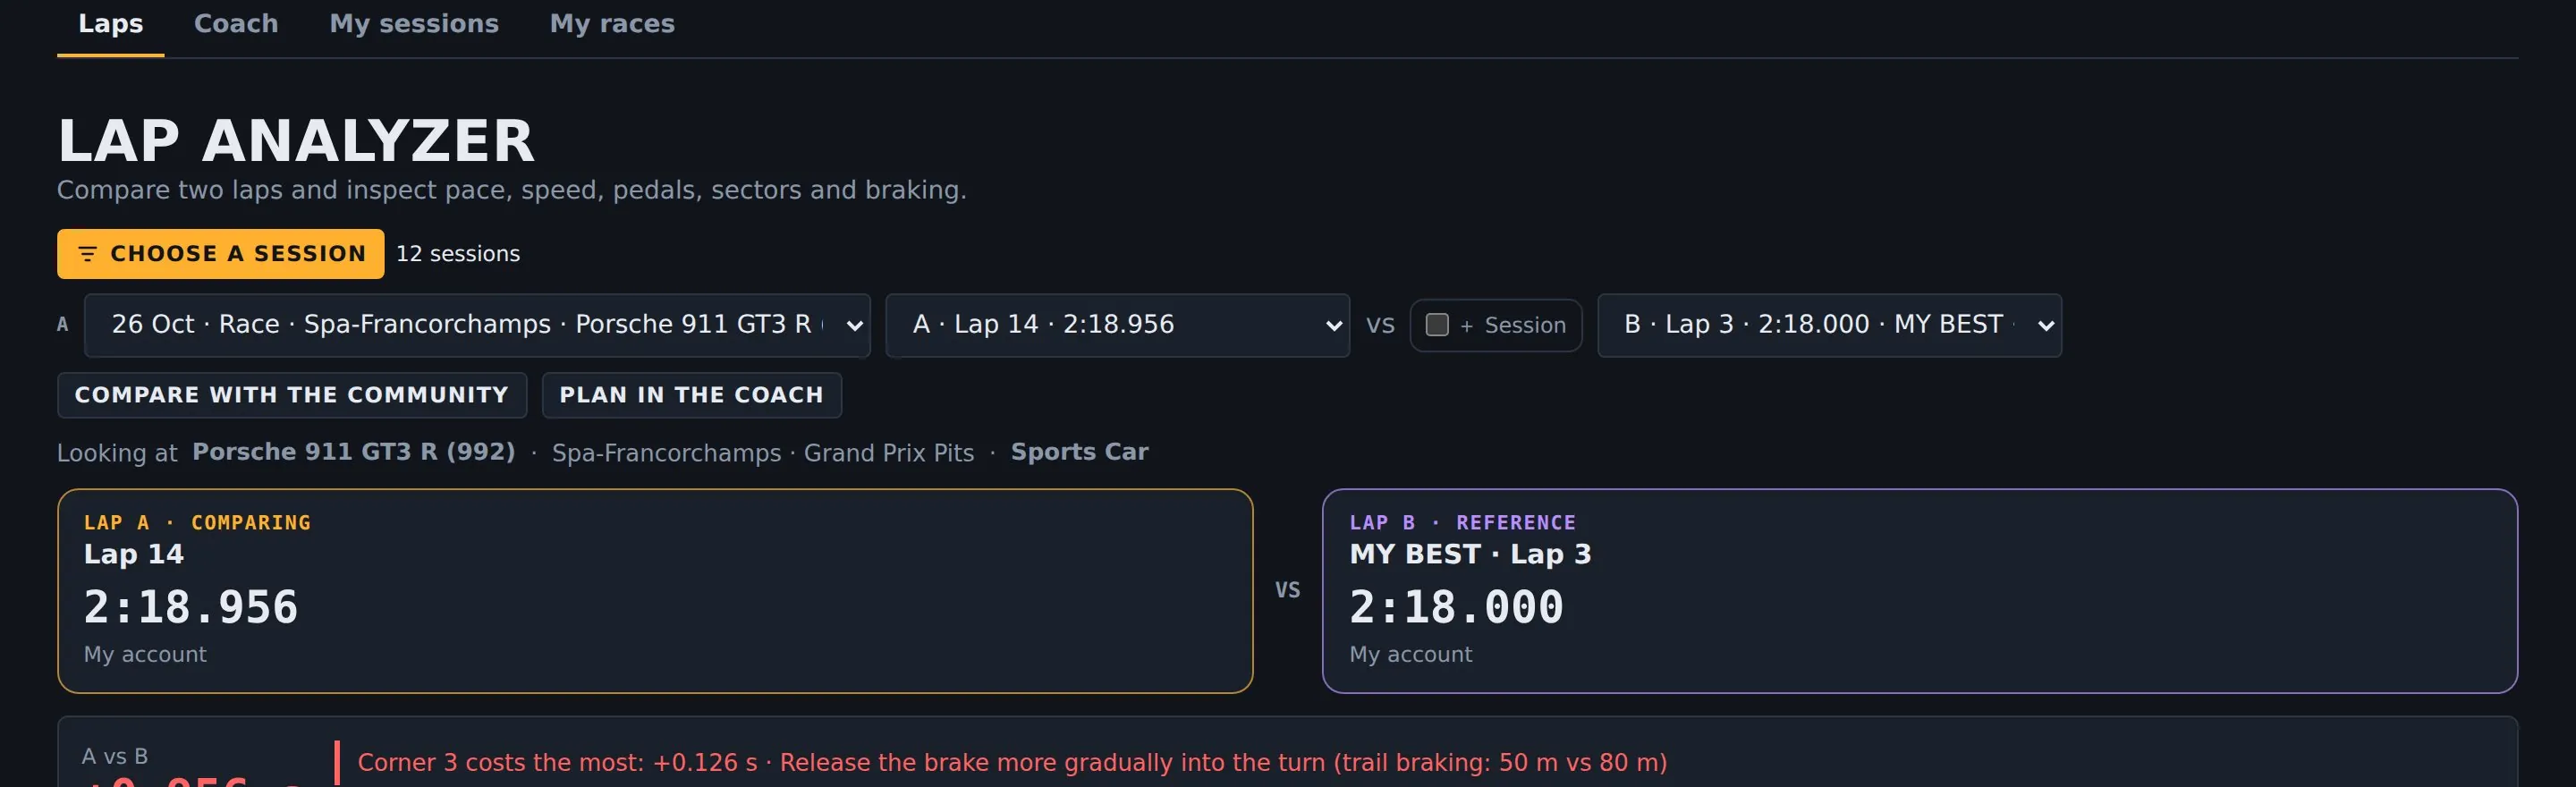 Laps Coach My sessions My races
LAP ANALYZER
Compare two laps and inspect pace, speed, pedals, sectors and braking.
CHOOSE A SESSION 12 sessions
A 26 Oct · Race · Spa-Francorchamps · Porsche 911 GT3 R A · Lap 14 · 2:18.956 vs + Session B · Lap 3 · 2:18.000 · MY BEST ·
COMPARE WITH THE COMMUNITY PLAN IN THE COACH
Looking at Porsche 911 GT3 R (992) · Spa-Francorchamps · Grand Prix Pits · Sports Car
LAP A · COMPARING
Lap 14
2:18.956
My account
VS
LAP B · REFERENCE
MY BEST · Lap 3
2:18.000
My account
A vs B
+0.956 s
Corner 3 costs the most: +0.126 s · Release the brake more gradually into the turn (trail braking: 50 m vs 80 m)